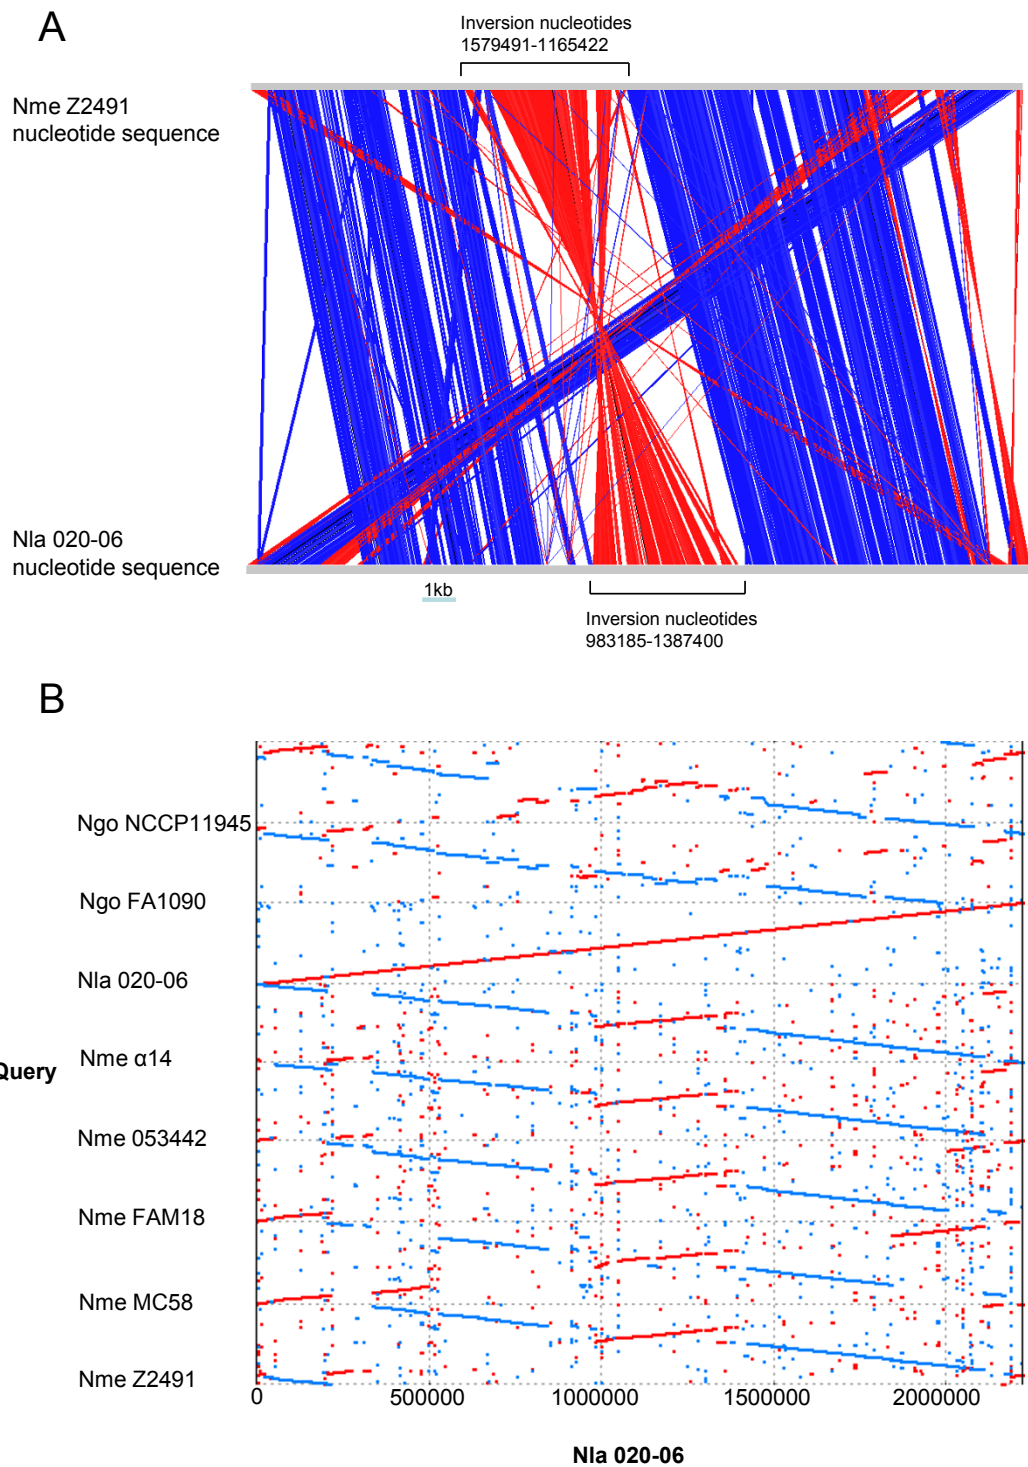 A
Inversion nucleotides
1579491-1165422
Nme Z2491
nucleotide sequence
Nla 020-06
nucleotide sequence
1kb
Inversion nucleotides
983185-1387400
B
Ngo NCCP11945
Ngo FA1090
Nla 020-06
Nme α14
Query
Nme 053442
Nme FAM18
Nme MC58
Nme Z2491
0 500000 1000000 1500000 2000000
Nla 020-06